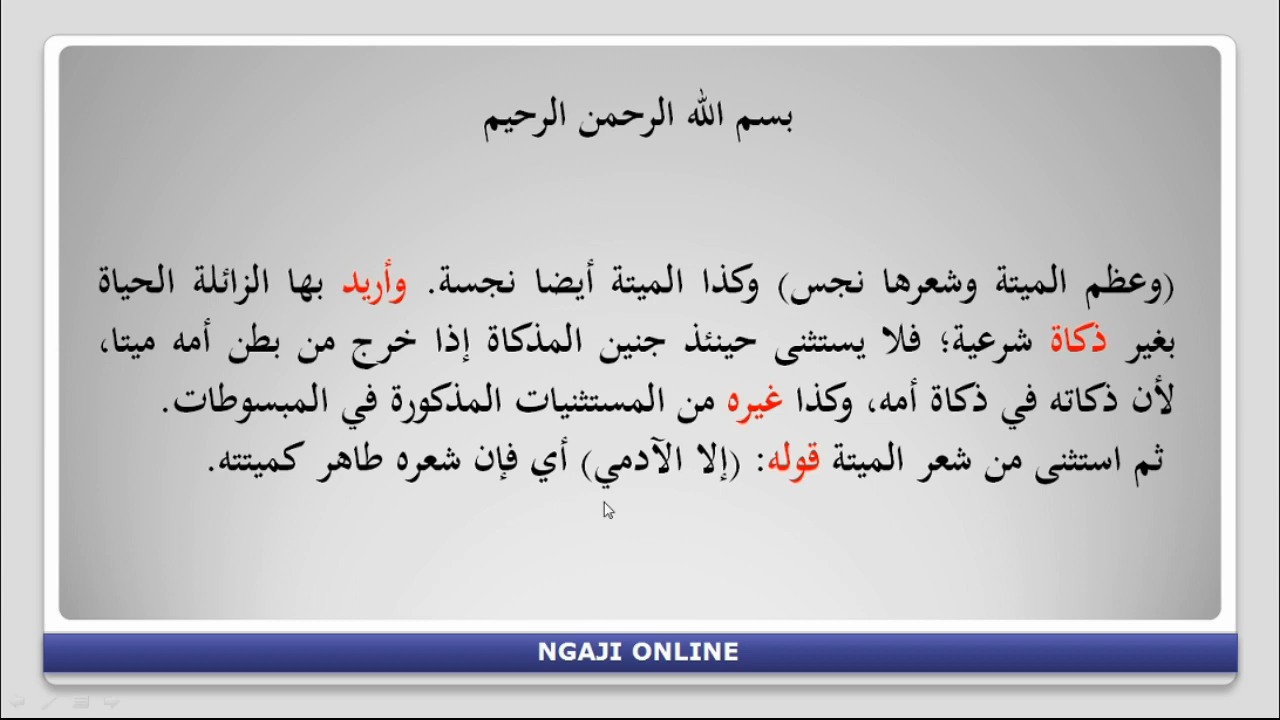 بسم الله الرحمن الرحيم
(وعظم الميتة وشعرها نجس) وكذا الميتة أيضا نجسة. وأريد بها الزائلة الحياة
بغير ذكاة شرعية؛ فلا يستثنى حينئذ جنين المذكاة إذا خرج من بطن أمه ميتا،
لأن ذكاته في ذكاة أمه، وكذا غيره من المستثنيات المذكورة في المبسوطات.
ثم استثنى من شعر الميتة قوله: (إلا الآدمي) أي فإن شعره طاهر كميتته.
NGAJI ONLINE